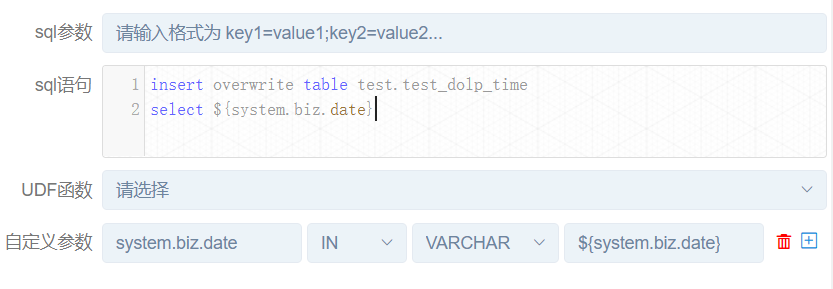 sql参数 请输入格式为 key1=value1;key2=value2...
sql语句
1 insert overwrite table test.test_dolp_time
2 select ${system.biz.date}
UDF函数 请选择
自定义参数 system.biz.date IN VARCHAR ${system.biz.date}